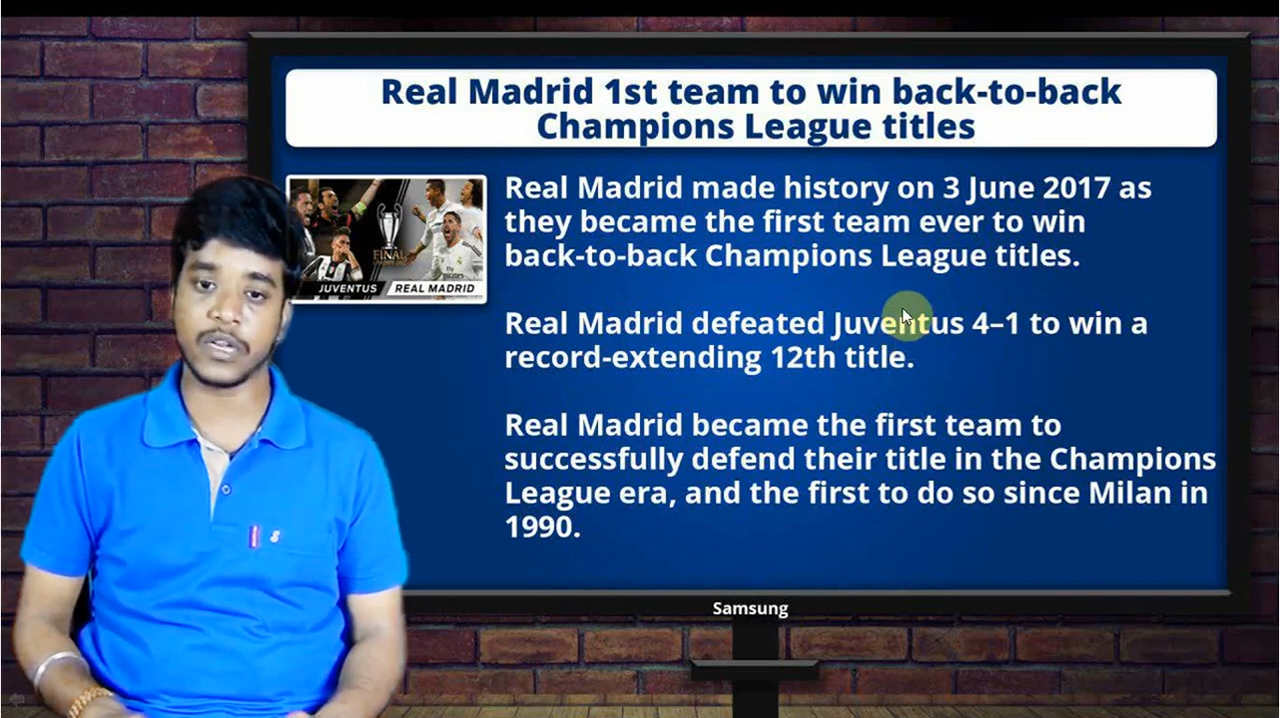 Real Madrid 1st team to win back-to-back
Champions League titles
Real Madrid made history on 3 June 2017 as
they became the first team ever to win
back-to-back Champions League titles.
FINAL
JUVENTUS
REAL MADRID
Real Madrid defeated Juventus 4–1 to win a
record-extending 12th title.
Real Madrid became the first team to
successfully defend their title in the Champions
League era, and the first to do so since Milan in
1990.
Samsung